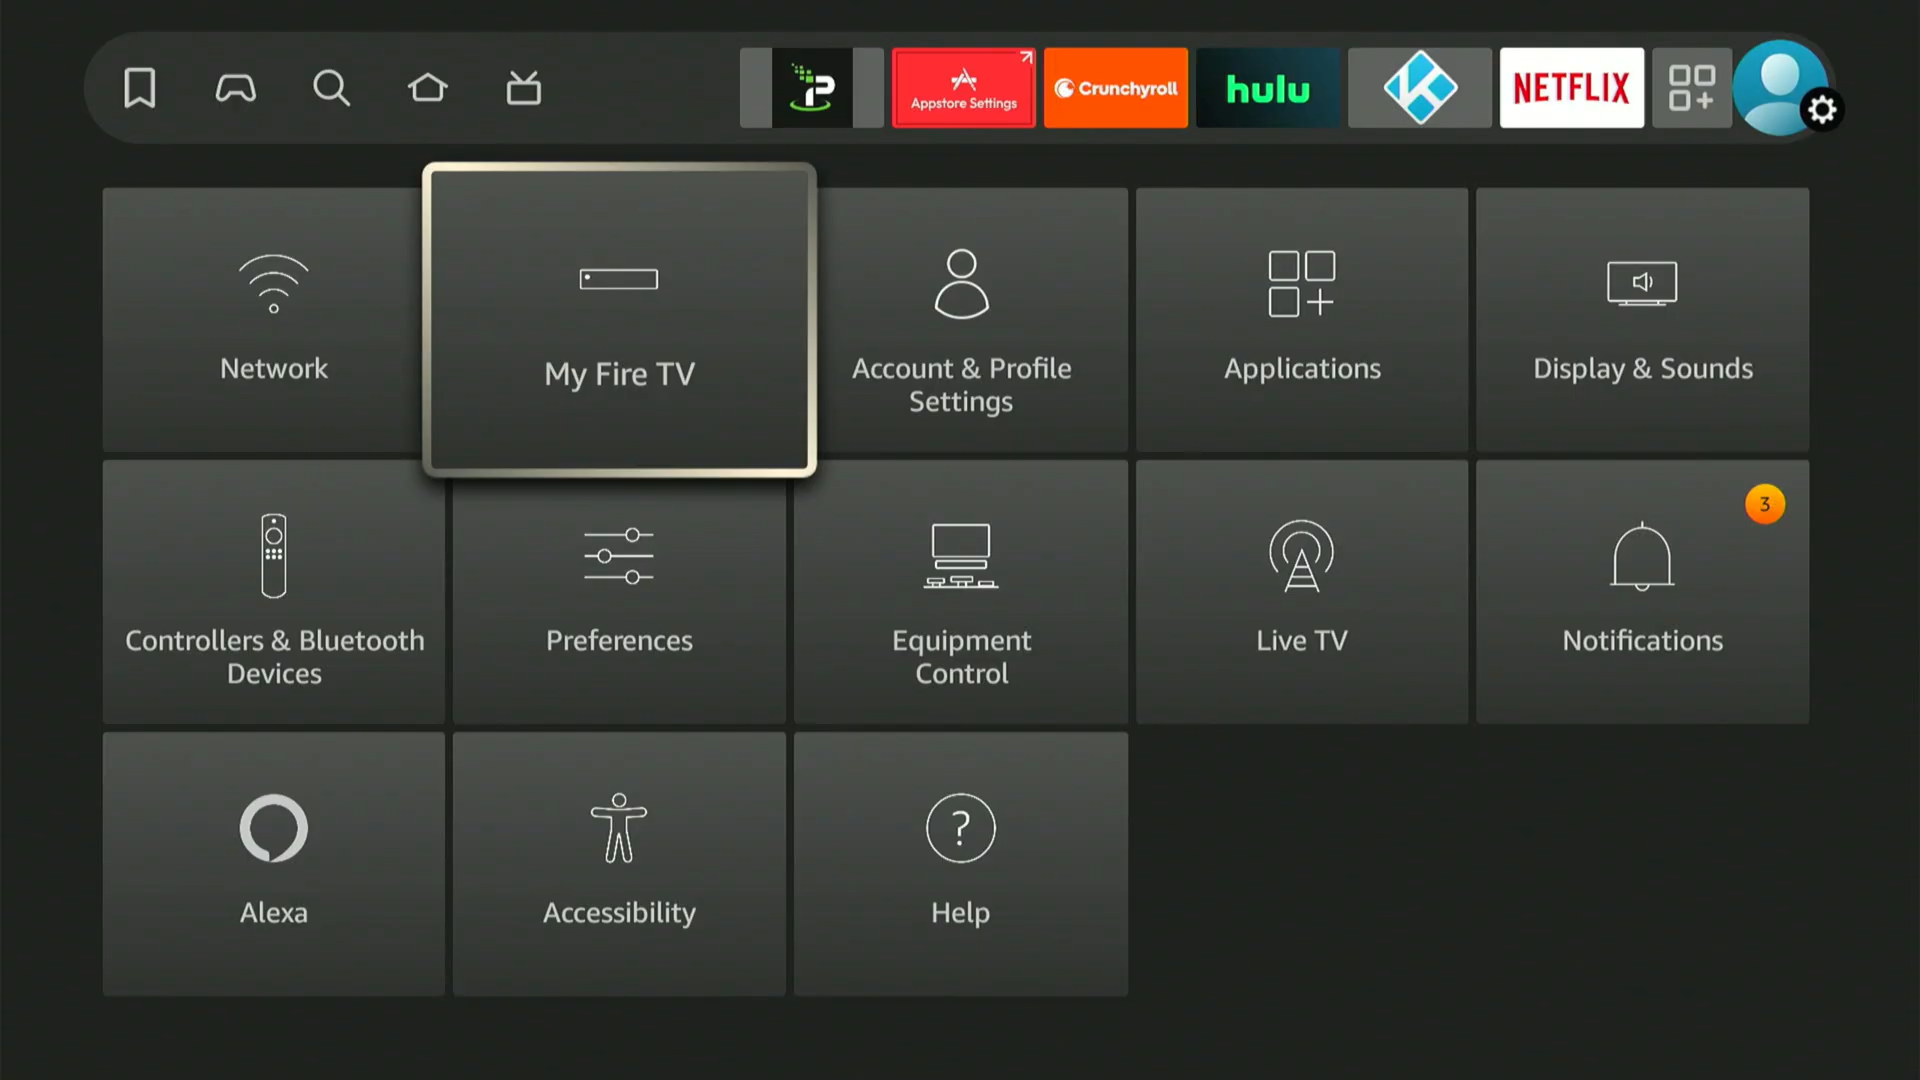 Appstore Settings
Crunchyroll
hulu
NETFLIX
Network
My Fire TV
Account & Profile
Settings
Applications
Display & Sounds
Controllers & Bluetooth
Devices
Preferences
Equipment
Control
Live TV
3
Notifications
Alexa
Accessibility
?
Help